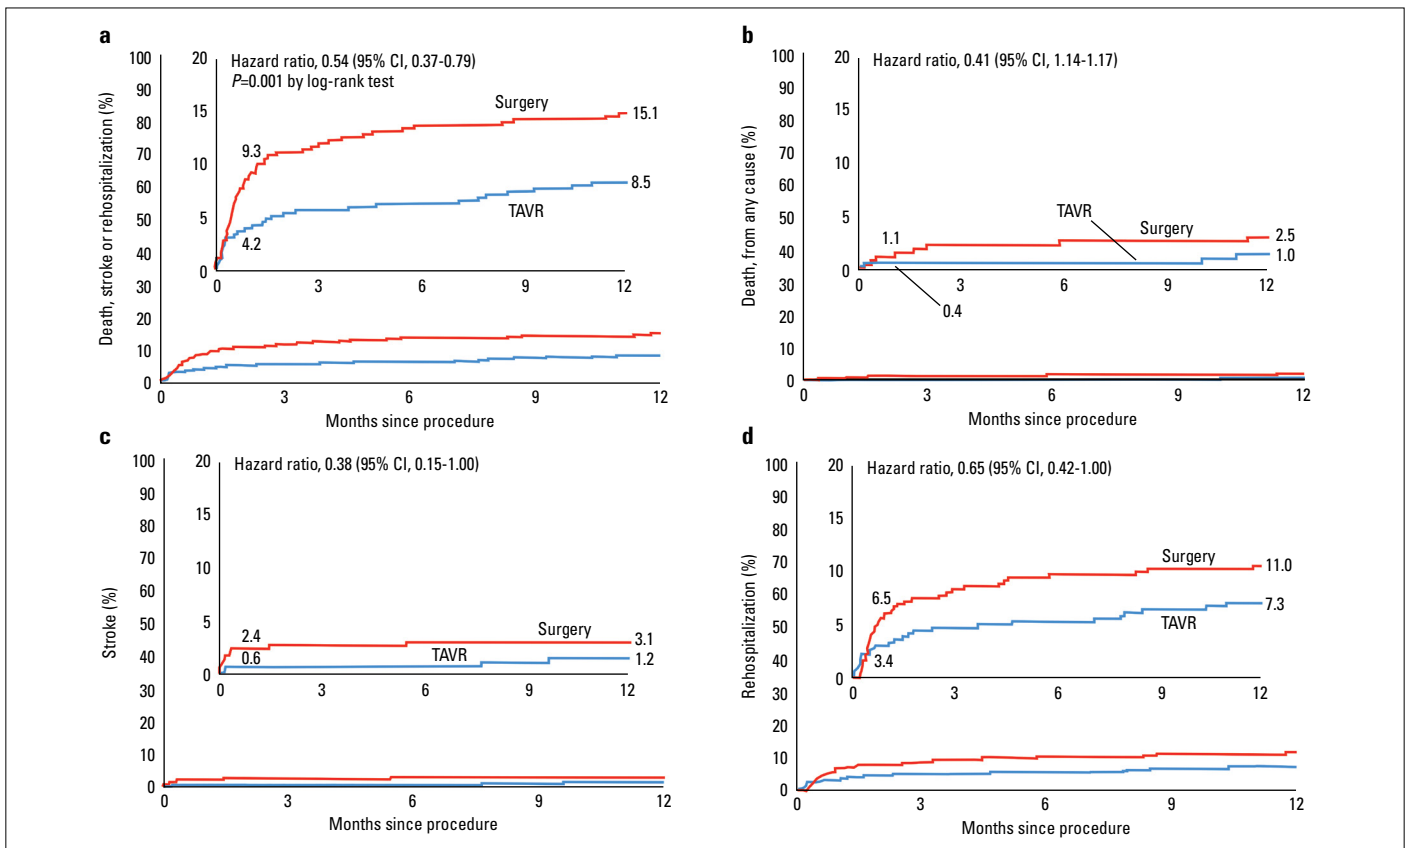 a
Death, stroke or rehospitalization (%)
100
90
80
70
60
50
40
30
20
10
0
0 3 6 9 12
Months since procedure
Hazard ratio, 0.54 (95% CI, 0.37-0.79)
P=0.001 by log-rank test
20
15
10
5
0
0 3 6 9 12
Surgery
15.1
9.3
8.5
TAVR
4.2
b
Death, from any cause (%)
100
90
80
70
60
50
40
30
20
10
0
0 3 6 9 12
Months since procedure
Hazard ratio, 0.41 (95% CI, 1.14-1.17)
20
15
10
5
0
0 3 6 9 12
TAVR
Surgery
1.1
2.5
1.0
0.4
c
Stroke (%)
100
90
80
70
60
50
40
30
20
10
0
0 3 6 9 12
Months since procedure
Hazard ratio, 0.38 (95% CI, 0.15-1.00)
20
15
10
5
0
0 3 6 9 12
Surgery
2.4
3.1
0.6
TAVR
1.2
d
Rehospitalization (%)
100
90
80
70
60
50
40
30
20
10
0
0 3 6 9 12
Months since procedure
Hazard ratio, 0.65 (95% CI, 0.42-1.00)
20
15
10
5
0
0 3 6 9 12
Surgery
11.0
6.5
7.3
TAVR
3.4